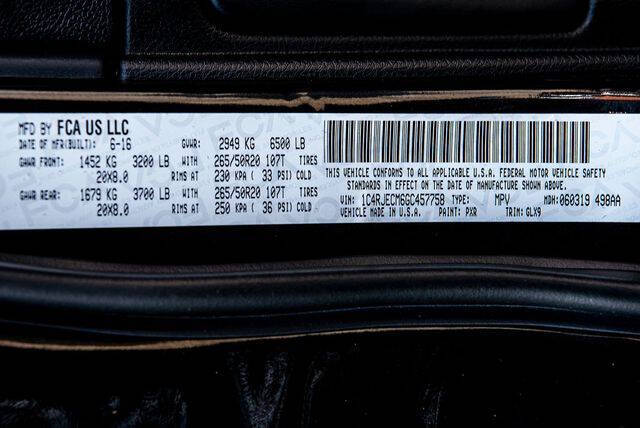 MFD BY FCA US LLC
DATE OF MFR(BUILT): 6-16 GVWR: 2949 KG 6500 LB
GAWR FRONT: 1452 KG 3200 LB WITH 265/50R20 107T TIRES
20X8.0 RIMS AT 230 KPA ( 33 PSI) COLD
GAWR REAR: 1679 KG 3700 LB WITH 265/50R20 107T TIRES
20X8.0 RIMS AT 250 KPA ( 36 PSI) COLD
THIS VEHICLE CONFORMS TO ALL APPLICABLE U.S.A. FEDERAL MOTOR VEHICLE SAFETY
STANDARDS IN EFFECT ON THE DATE OF MANUFACTURE SHOWN ABOVE.
VIN: 1C4RJECM6GC457758 TYPE: MPV MDH: 060319 498AA
VEHICLE MADE IN U.S.A. PAINT: PXR TRIM: GLX9